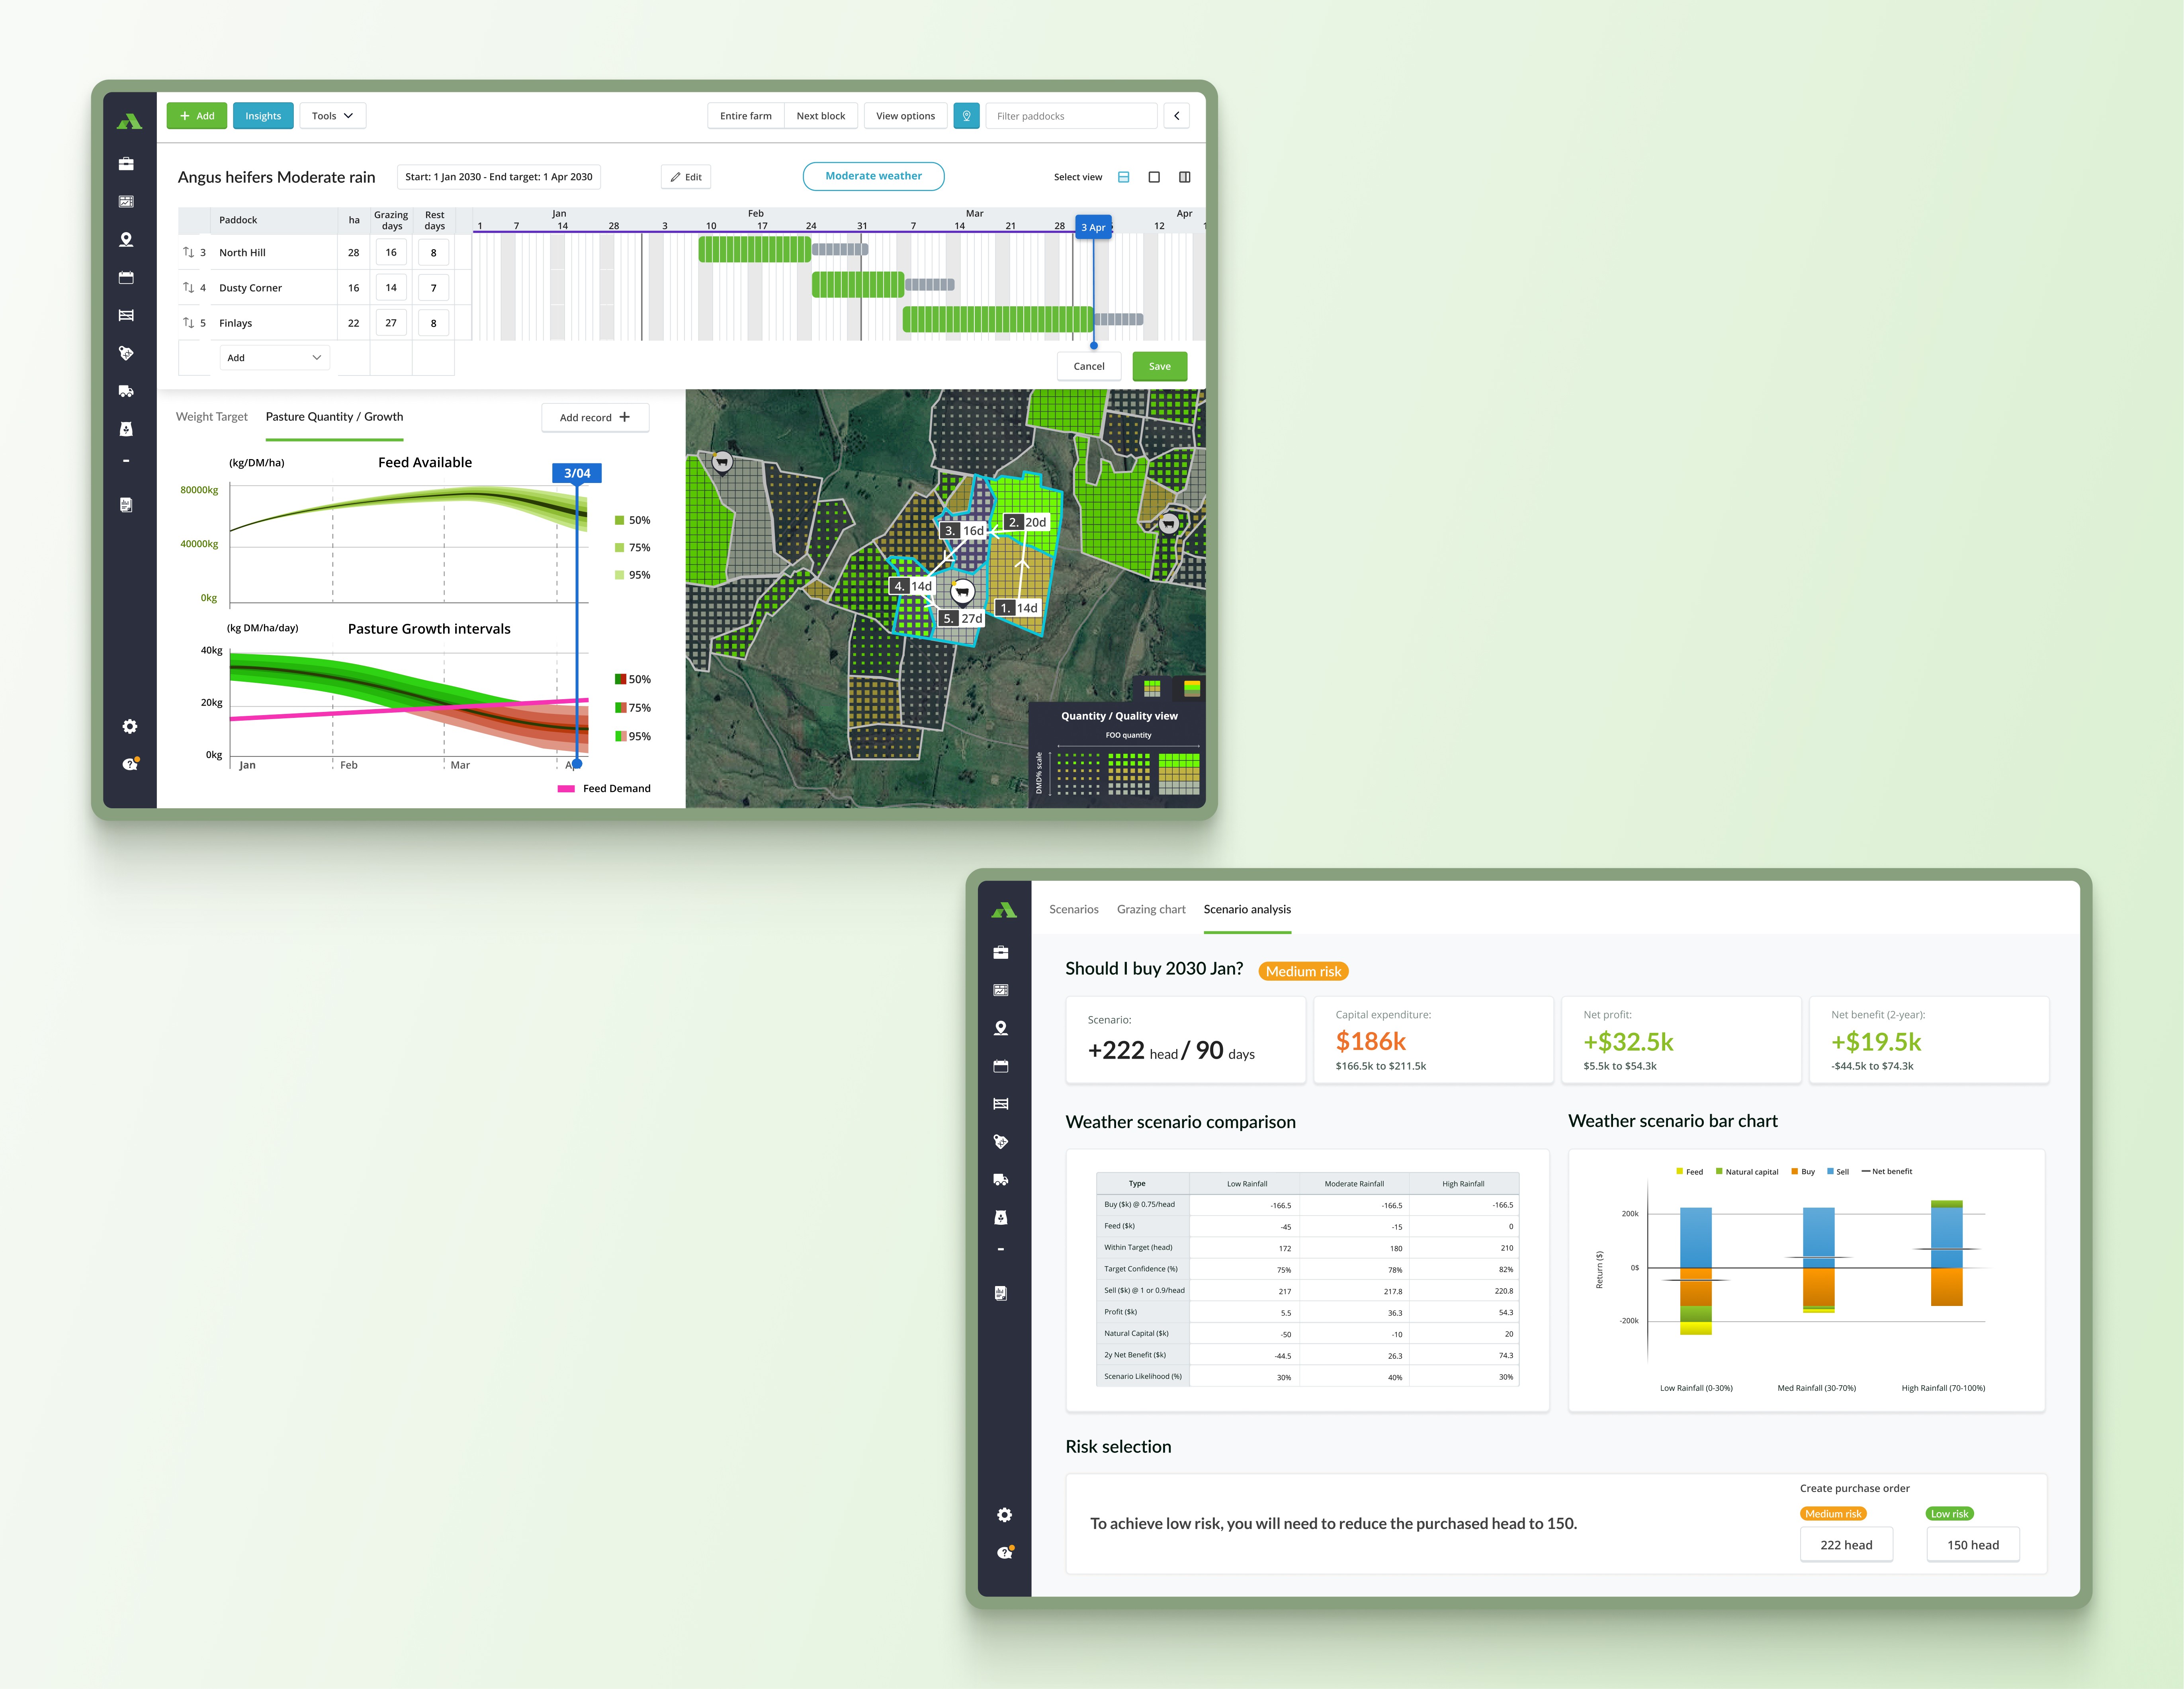 Add
Insights
Tools
Entire farm
Next block
View options
Filter paddocks
Angus heifers Moderate rain
Start: 1 Jan 2030 - End target: 1 Apr 2030
Edit
Moderate weather
Select view
Paddock ha Grazing days Rest days
Jan Feb Mar Apr
1 7 14 28 3 10 17 24 31 7 14 21 28 3 Apr 12
3 North Hill 28 16 8
4 Dusty Corner 16 14 7
5 Finlays 22 27 8
Add
Cancel
Save
Weight Target
Pasture Quantity / Growth
Add record +
(kg/DM/ha)
Feed Available
3/04
80000kg
40000kg
0kg
50%
75%
95%
(kg DM/ha/day)
Pasture Growth intervals
40kg
20kg
0kg
50%
75%
95%
Jan Feb Mar
Feed Demand
2. 20d
3. 16d
4. 14d
1. 14d
5. 27d
Quantity / Quality view
FOO quantity
DMD% scale
Scenarios
Grazing chart
Scenario analysis
Should I buy 2030 Jan?
Medium risk
Scenario:
+222 head / 90 days
Capital expenditure:
$186k
$166.5k to $211.5k
Net profit:
+$32.5k
$5.5k to $54.3k
Net benefit (2-year):
+$19.5k
-$44.5k to $74.3k
Weather scenario comparison
Type Low Rainfall Moderate Rainfall High Rainfall
Buy ($k) @ 0.75/head -166.5 -166.5 -166.5
Feed ($k) -45 -15 0
Within Target (head) 172 180 210
Target Confidence (%) 75% 78% 82%
Sell ($k) @ 1 or 0.9/head 217 217.8 220.8
Profit ($k) 5.5 36.3 54.3
Natural Capital ($k) -50 -10 20
2y Net Benefit ($k) -44.5 26.3 74.3
Scenario Likelihood (%) 30% 40% 30%
Weather scenario bar chart
Feed Natural capital Buy Sell Net benefit
Return ($)
200k
0$
-200k
Low Rainfall (0-30%) Med Rainfall (30-70%) High Rainfall (70-100%)
Risk selection
To achieve low risk, you will need to reduce the purchased head to 150.
Create purchase order
Medium risk
Low risk
222 head
150 head